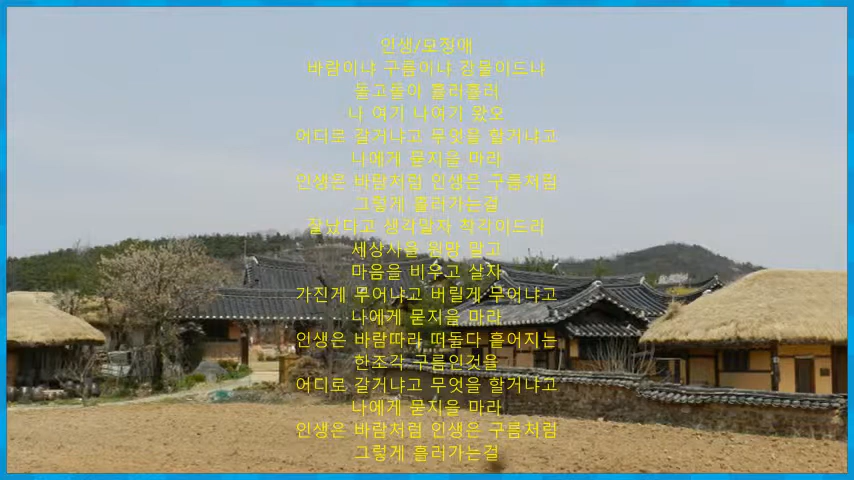 인생/모정애
바람이냐 구름이냐 강물이드냐
돌고돌아 흘러흘러
나 여기 나여기 왔오
어디로 갈거냐고 무엇을 할거냐고
나에게 묻지을 마라
인생은 바람처럼 인생은 구름처럼
그렇게 흘러가는걸
잘났다고 생각말자 착각이드라
세상사을 원망 말고
마음을 비우고 살자
가진게 무어냐고 버릴게 무어냐고
나에게 묻지을 마라
인생은 바람따라 떠돌다 흩어지는
한조각 구름인것을
어디로 갈거냐고 무엇을 할거냐고
나에게 묻지을 마라
인생은 바람처럼 인생은 구름처럼
그렇게 흘러가는걸